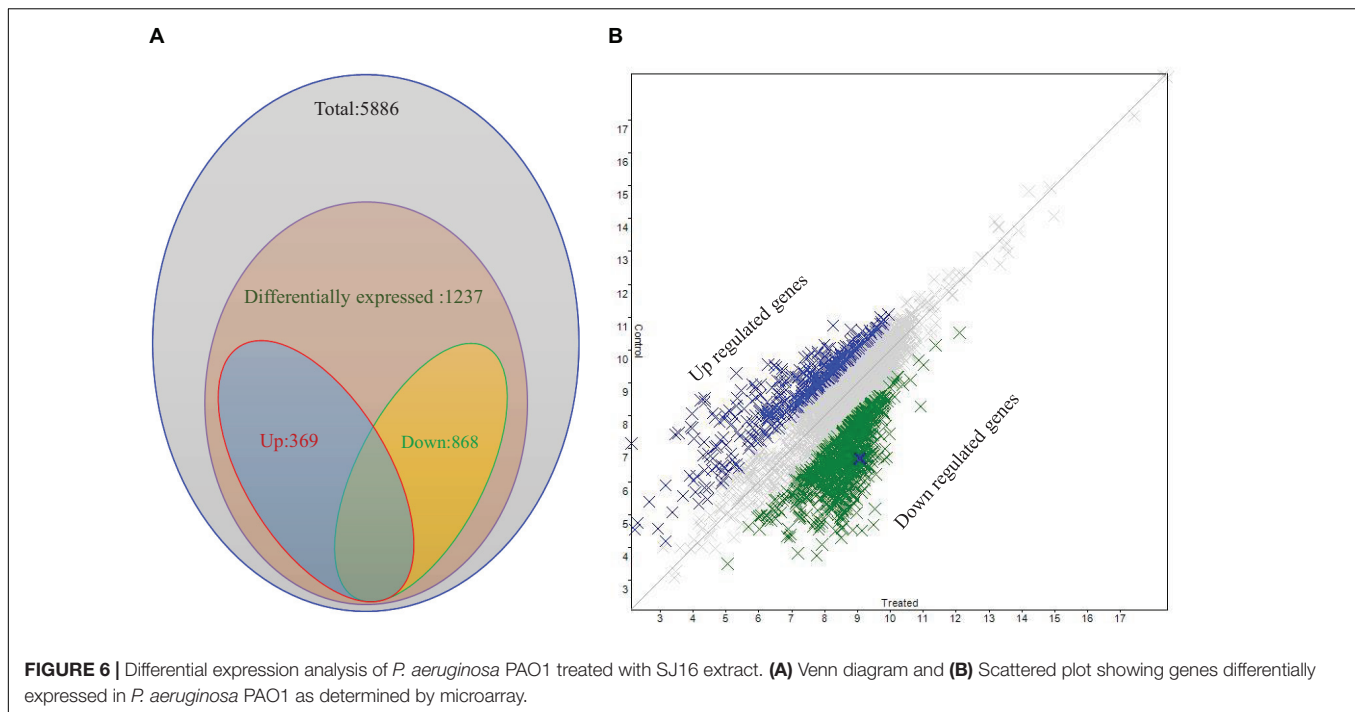 A
B
Total:5886
Differentially expressed :1237
Up:369
Down:868
17
16
15
14
13
12
11
10
9
8
7
6
5
4
3
Control
Up regulated genes
Down regulated genes
Treated
3 4 5 6 7 8 9 10 11 12 13 14 15 16 17
FIGURE 6 | Differential expression analysis of P. aeruginosa PAO1 treated with SJ16 extract. (A) Venn diagram and (B) Scattered plot showing genes differentially
expressed in P. aeruginosa PAO1 as determined by microarray.